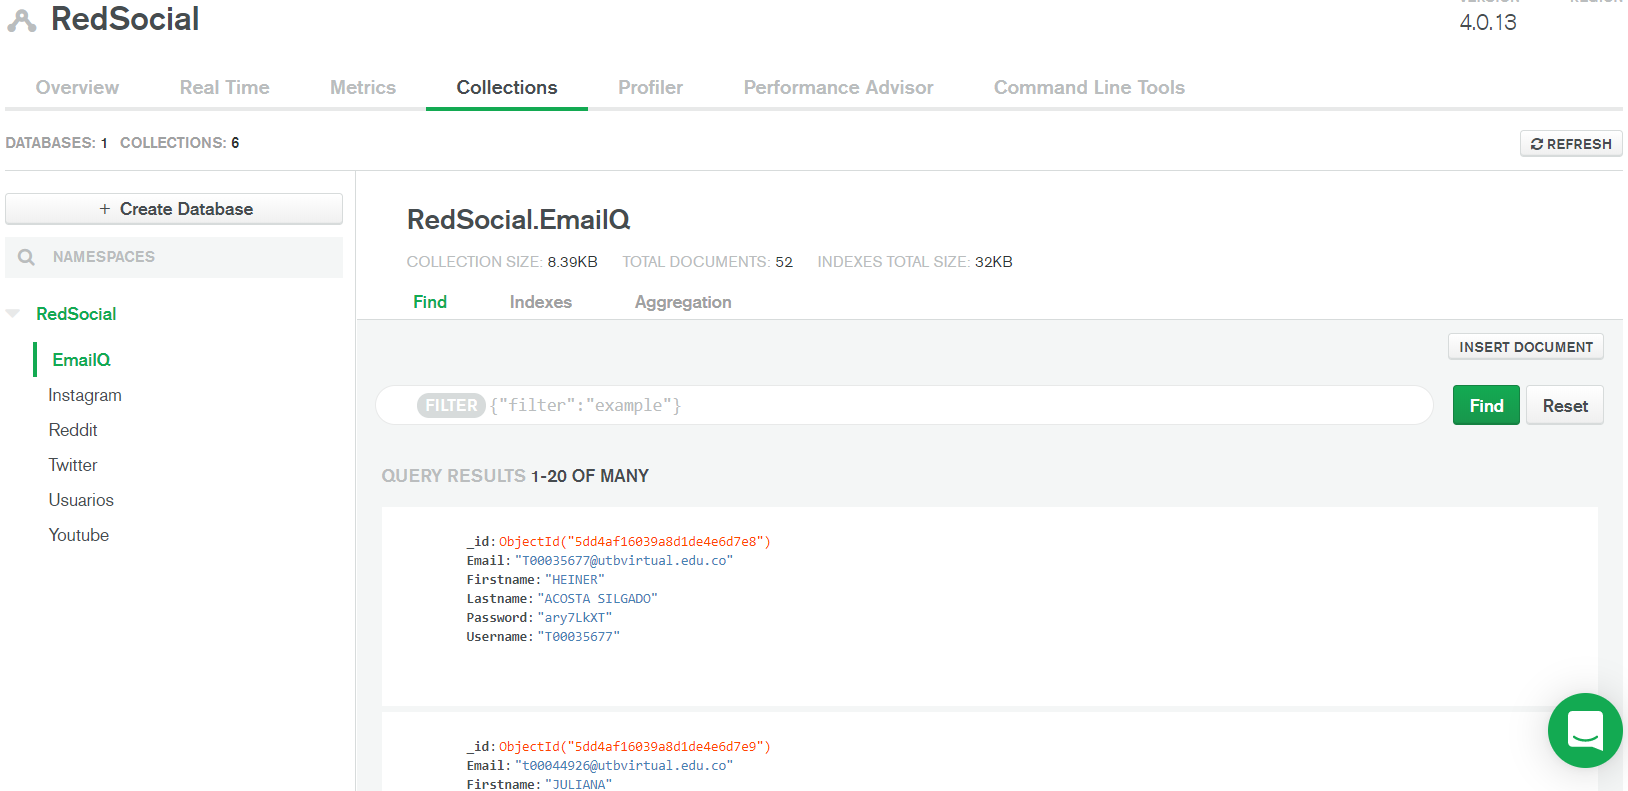 RedSocial
VERSION REGION
4.0.13
Overview Real Time Metrics Collections Profiler Performance Advisor Command Line Tools
DATABASES: 1 COLLECTIONS: 6
REFRESH
+ Create Database
NAMESPACES
RedSocial
EmailQ
Instagram
Reddit
Twitter
Usuarios
Youtube
RedSocial.EmailQ
COLLECTION SIZE: 8.39KB TOTAL DOCUMENTS: 52 INDEXES TOTAL SIZE: 32KB
Find Indexes Aggregation
INSERT DOCUMENT
FILTER {"filter":"example"}
Find Reset
QUERY RESULTS 1-20 OF MANY
_id: ObjectId("5dd4af16039a8d1de4e6d7e8")
Email: "T00035677@utbvirtual.edu.co"
Firstname: "HEINER"
Lastname: "ACOSTA SILGADO"
Password: "ary7LkXT"
Username: "T00035677"
_id: ObjectId("5dd4af16039a8d1de4e6d7e9")
Email: "t00044926@utbvirtual.edu.co"
Firstname: "JULIANA"